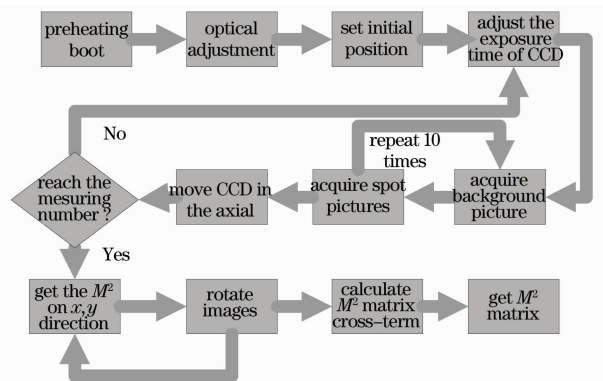 preheating
boot
optical
adjustment
set initial
position
adjust the
exposure
time of CCD
No
repeat 10
times
reach the
mesuring
number ?
move CCD in
the axial
acquire spot
pictures
acquire
background
picture
Yes
get the M²
on x,y
direction
rotate
images
calculate
M² matrix
cross-term
get M²
matrix